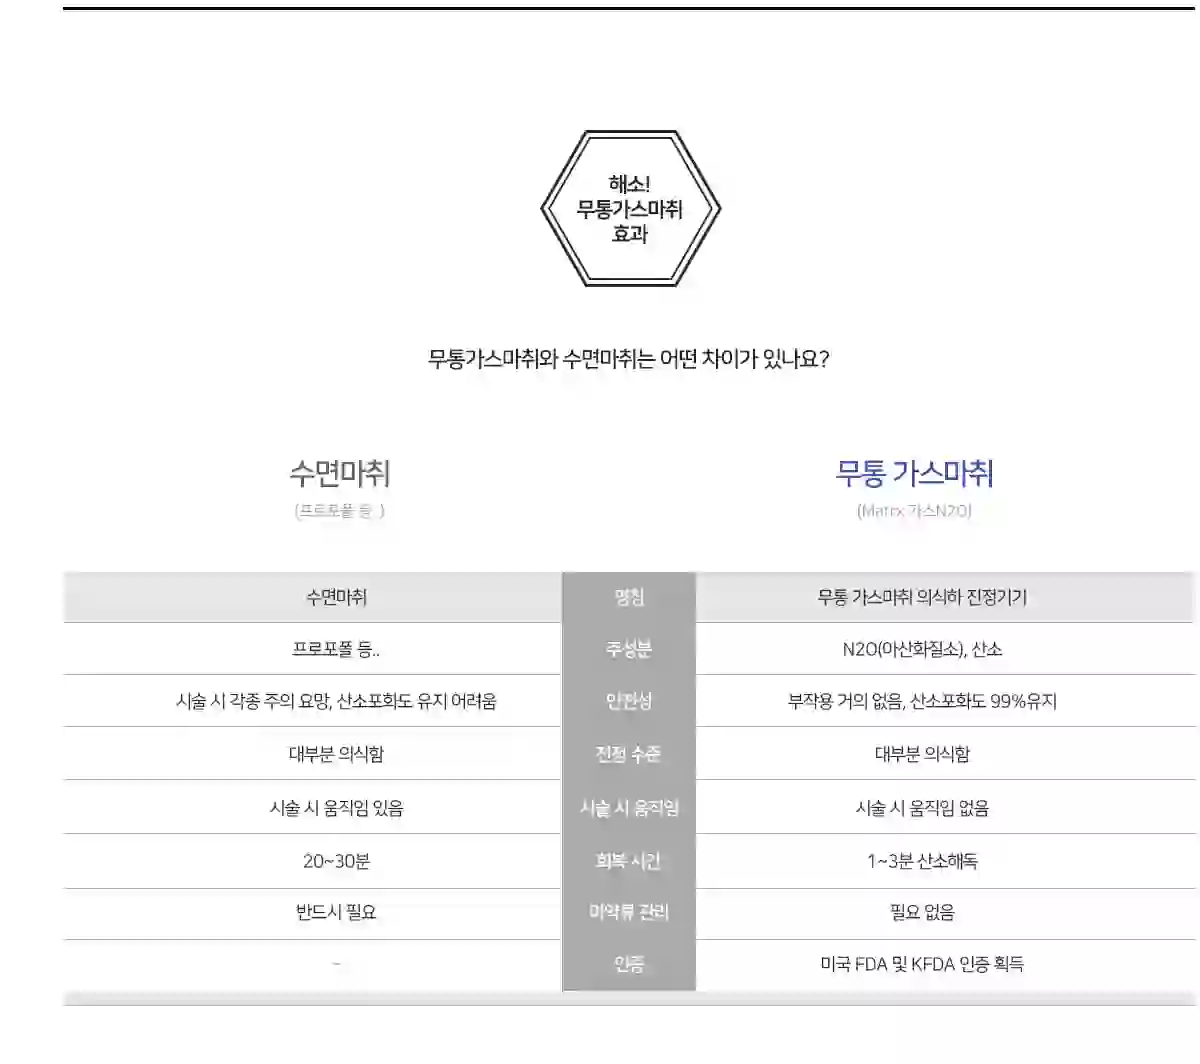 해소!
무통가스마취
효과
무통가스마취와 수면마취는 어떤 차이가 있나요?
수면마취
무통 가스마취
(프로포폴 등..)
(Matrx 가스N2O)
수면마취 명칭 무통 가스마취 의식하 진정기기
프로포폴 등.. 주성분 N2O(아산화질소), 산소
시술 시 각종 주의 요망, 산소포화도 유지 어려움 안전성 부작용 거의 없음, 산소포화도 99%유지
대부분 의식함 진정 수준 대부분 의식함
시술 시 움직임 있음 시술 시 움직임 시술 시 움직임 없음
20~30분 회복 시간 1~3분 산소해독
반드시 필요 마약류 관리 필요 없음
- 인증 미국 FDA 및 KFDA 인증 획득